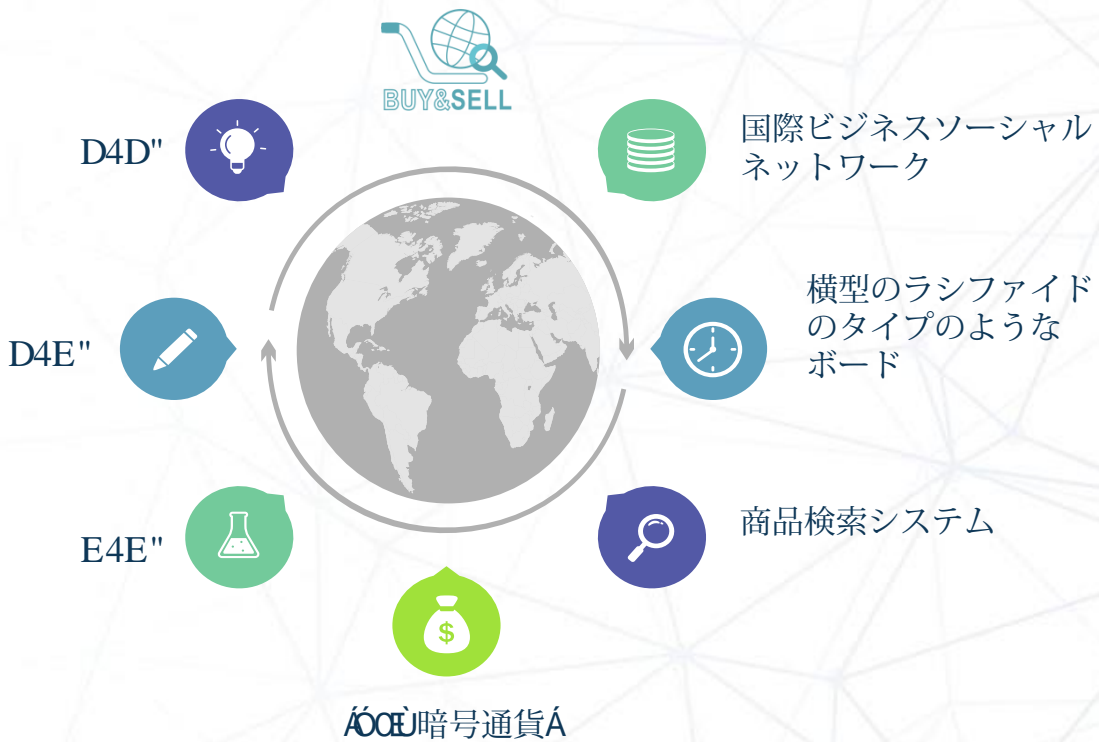 BUY&SELL
D4D"
国際ビジネスソーシャル
ネットワーク
D4E"
横型のラシファイド
のタイプのような
ボード
E4E"
商品検索システム
$
暗号通貨Á